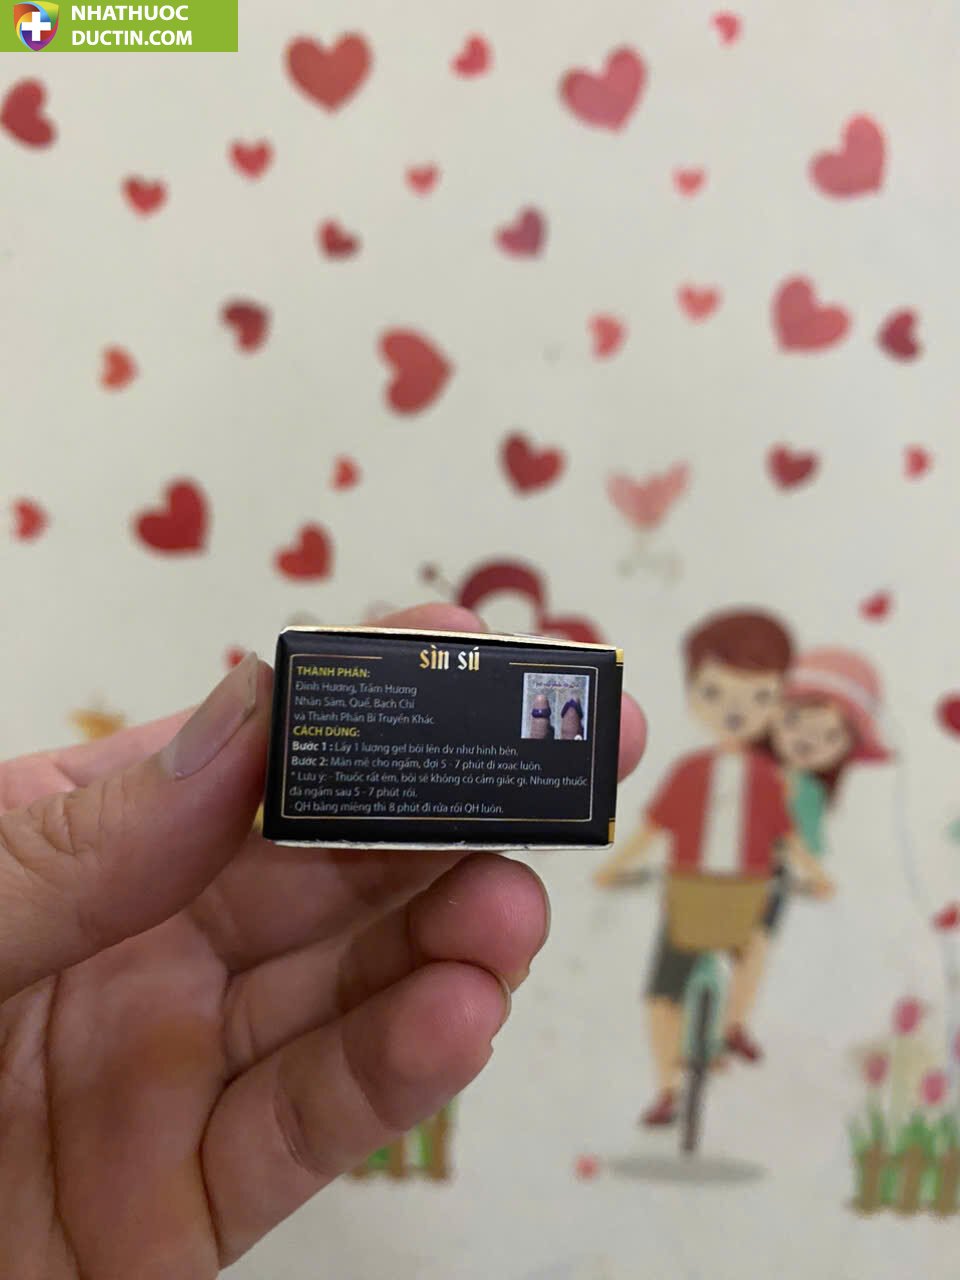 NHATHUOC
DUCTIN.COM
sìn sú
THÀNH PHẦN:
Đinh Hương, Trầm Hương
Nhân Sâm, Quế, Bạch Chỉ
và Thành Phần Bí Truyền Khác
CÁCH DÙNG:
Bước 1 : Lấy 1 lượng gel bôi lên dv như hình bên.
Bước 2: Mân mê cho ngấm, đợi 5 - 7 phút đi xoạc luôn.
* Lưu ý: - Thuốc rất êm, bôi sẽ không có cảm giác gì. Nhưng thuốc
đã ngấm sau 5 - 7 phút rồi.
- QH bằng miệng thì 8 phút đi rửa rồi QH luôn.